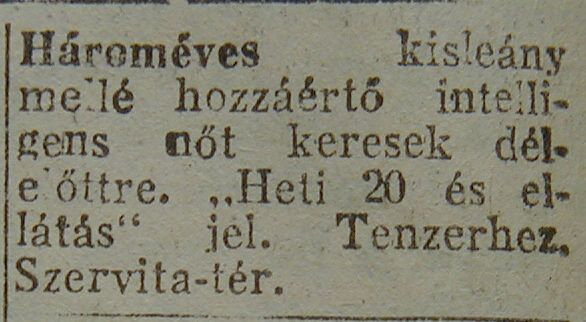 Hároméves kisleány
mellé hozzáértő intelli-
gens nőt keresek dél-
előttre. „Heti 20 és el-
látás“ jel. Tenzerhez.
Szervita-tér.